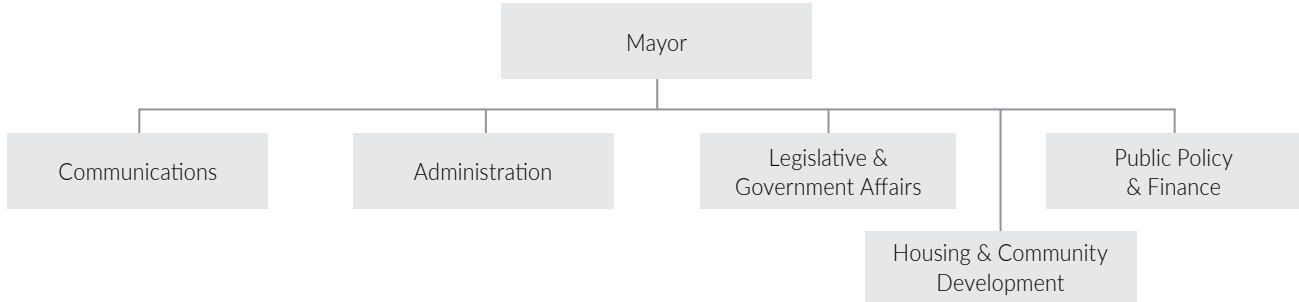 Mayor
Communications
Administration
Legislative &
Government Affairs
Public Policy
& Finance
Housing & Community
Development